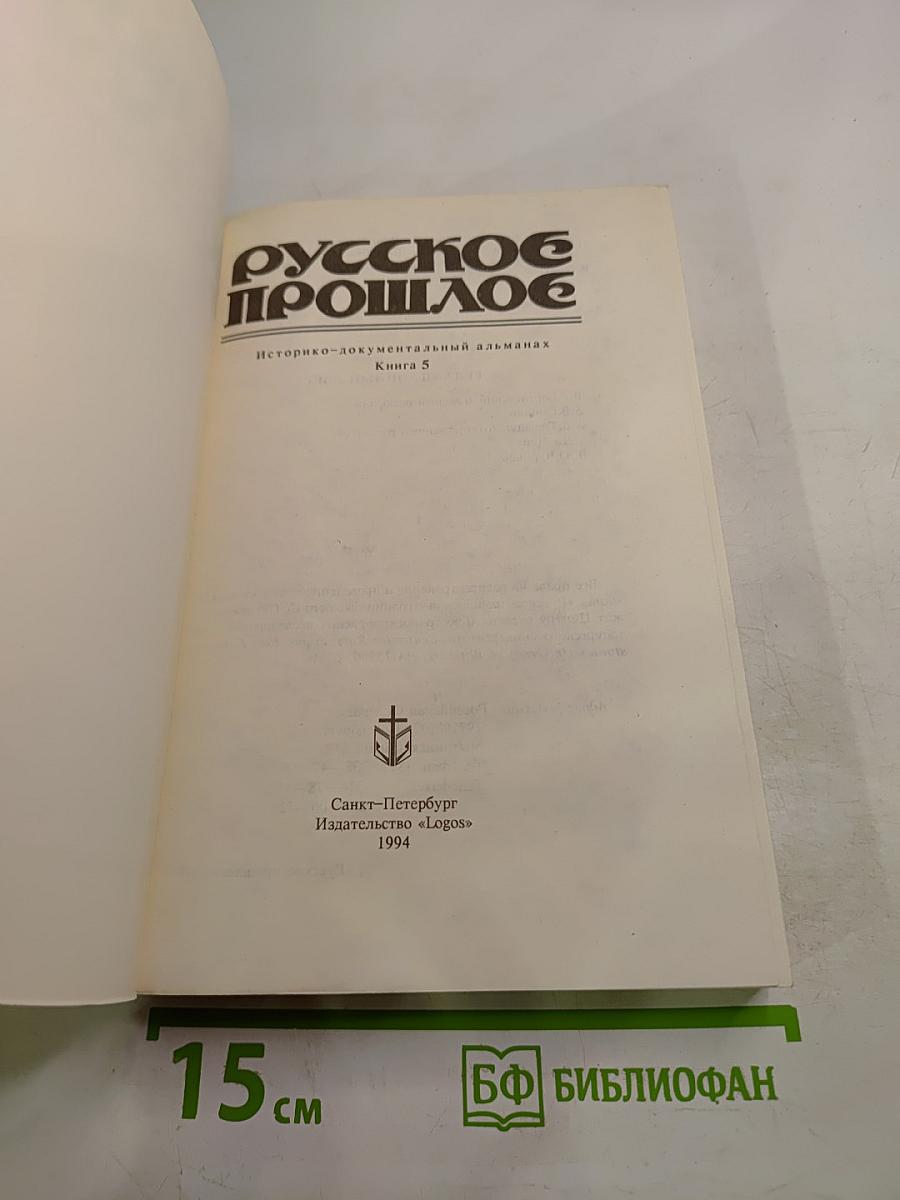 РУССКОЕ
ПРОШЛОЕ
Историко-документальный альманах
Книга 5
Санкт-Петербург
Издательство «Logos»
1994
15 см
БФ БИБЛИОФАН